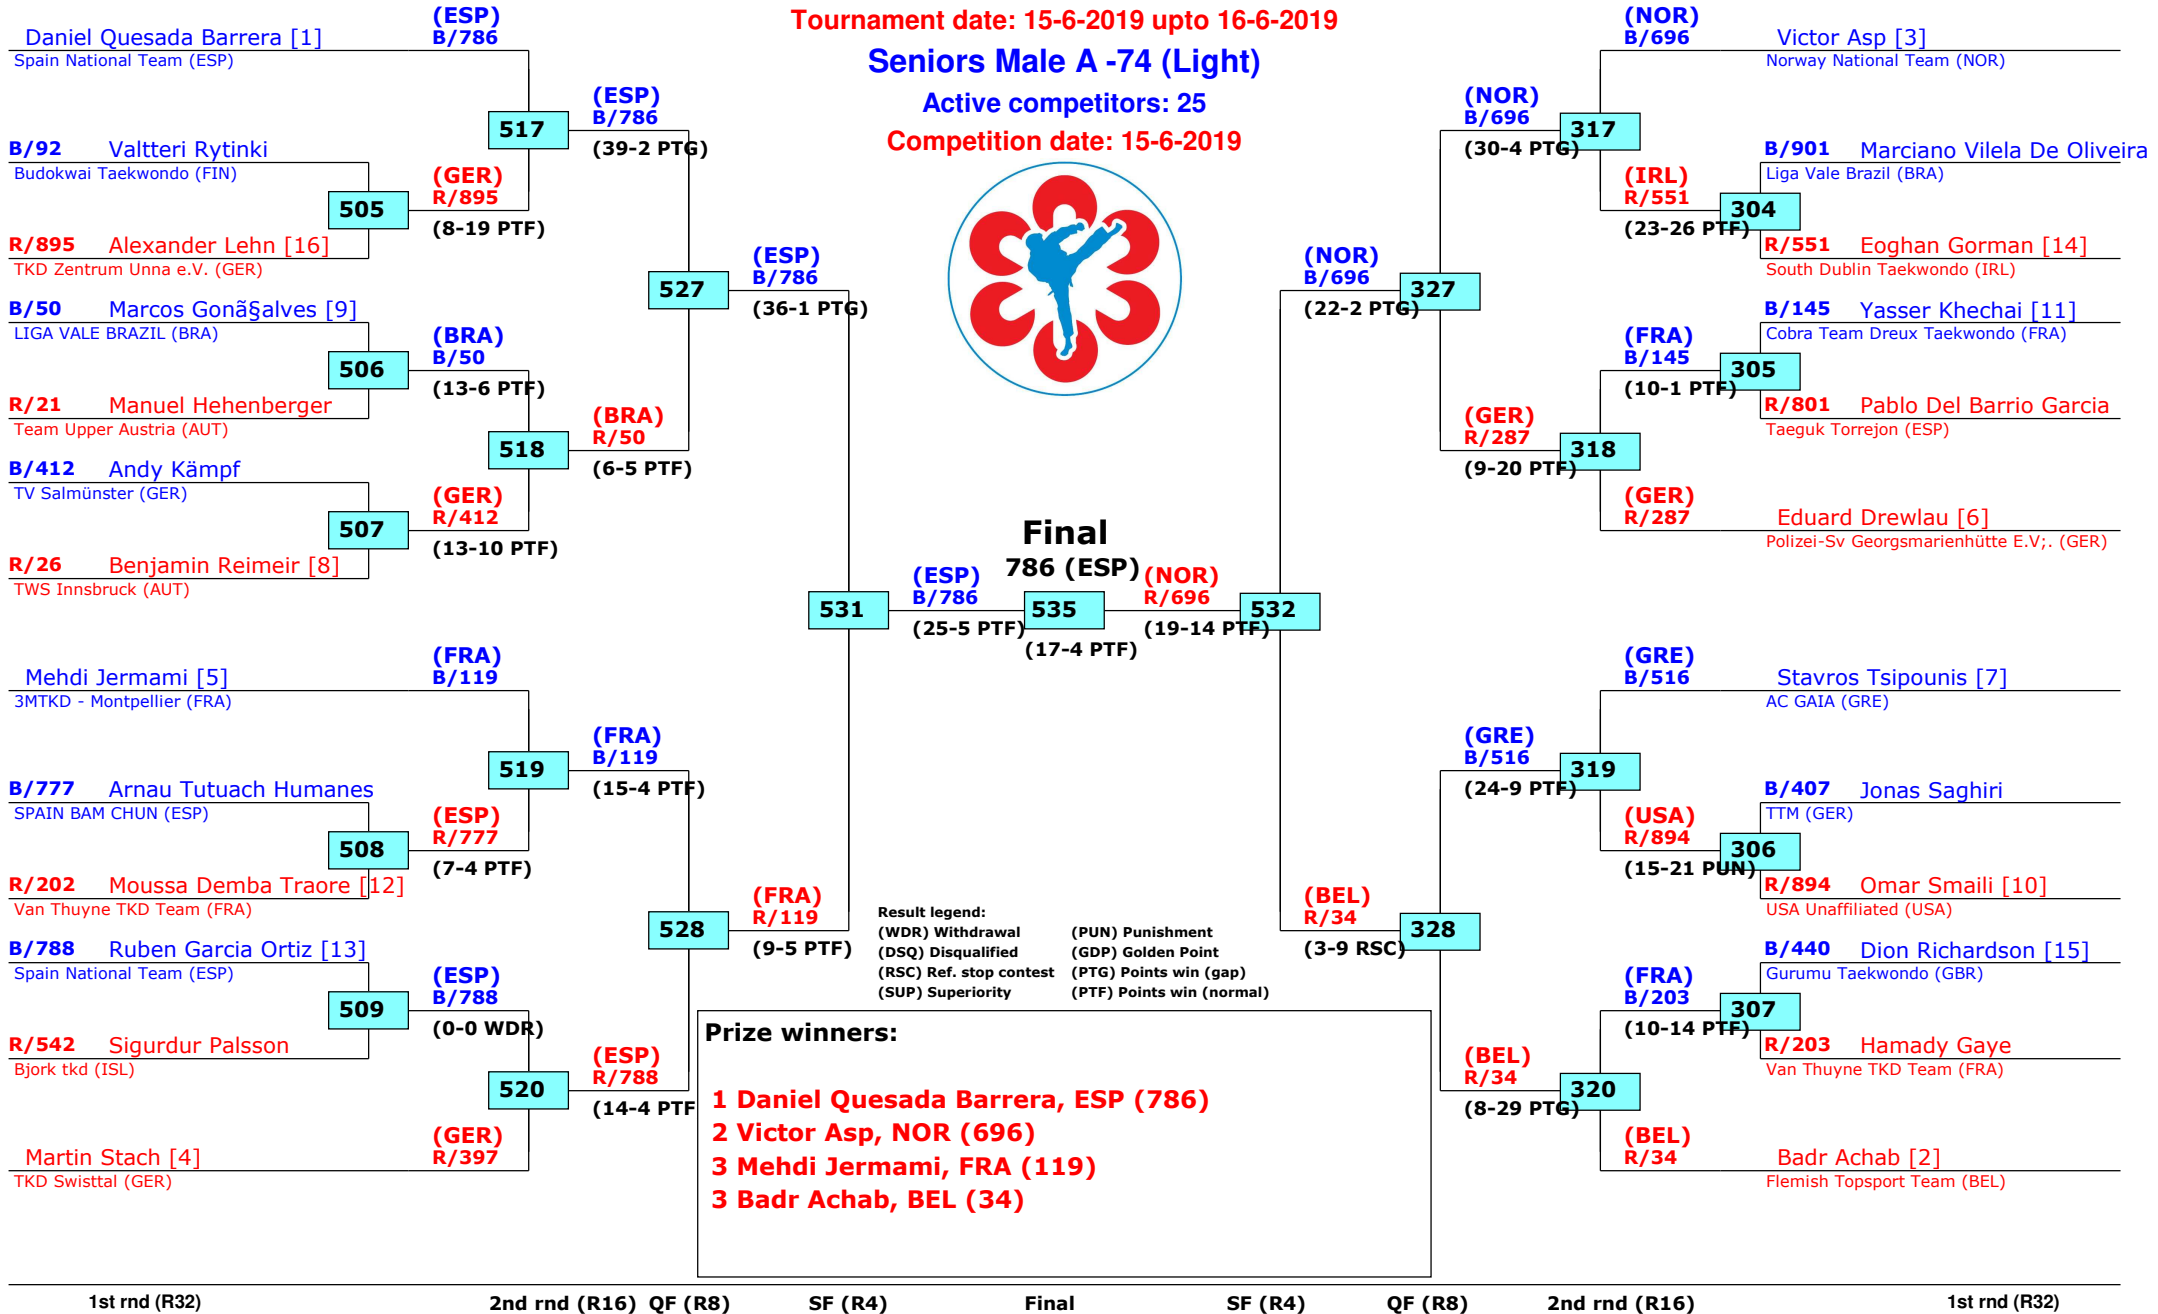 Tournament date: 15-6-2019 upto 16-6-2019
Seniors Male A -74 (Light)
Active competitors: 25
Competition date: 15-6-2019
Daniel Quesada Barrera [1]
Spain National Team (ESP)
(ESP)
B/786
B/92 Valtteri Rytinki
Budokwai Taekwondo (FIN)
505
R/895 Alexander Lehn [16]
TKD Zentrum Unna e.V. (GER)
(GER)
R/895
(8-19 PTF)
517
(ESP)
B/786
(39-2 PTG)
B/50 Marcos Gonã§alves [9]
LIGA VALE BRAZIL (BRA)
506
R/21 Manuel Hehenberger
Team Upper Austria (AUT)
(BRA)
B/50
(13-6 PTF)
B/412 Andy Kämpf
TV Salmünster (GER)
507
R/26 Benjamin Reimeir [8]
TWS Innsbruck (AUT)
(GER)
R/412
(13-10 PTF)
518
(BRA)
R/50
(6-5 PTF)
527
(ESP)
B/786
(36-1 PTG)
Mehdi Jermami [5]
3MTKD - Montpellier (FRA)
(FRA)
B/119
B/777 Arnau Tutuach Humanes
SPAIN BAM CHUN (ESP)
508
R/202 Moussa Demba Traore [12]
Van Thuyne TKD Team (FRA)
(ESP)
R/777
(7-4 PTF)
519
(FRA)
B/119
(15-4 PTF)
B/788 Ruben Garcia Ortiz [13]
Spain National Team (ESP)
509
R/542 Sigurdur Palsson
Bjork tkd (ISL)
(ESP)
B/788
(0-0 WDR)
Martin Stach [4]
TKD Swisttal (GER)
(GER)
R/397
520
(ESP)
R/788
(14-4 PTF
528
(FRA)
R/119
(9-5 PTF)
531
(ESP)
B/786
(25-5 PTF)
Final
786 (ESP)
535
(17-4 PTF)
(NOR)
R/696
(19-14 PTF)
532
(NOR)
B/696
(22-2 PTG)
327
(NOR)
B/696
(30-4 PTG)
317
(NOR)
B/696
Victor Asp [3]
Norway National Team (NOR)
B/901 Marciano Vilela De Oliveira
Liga Vale Brazil (BRA)
(IRL)
R/551
(23-26 PTF)
304
R/551 Eoghan Gorman [14]
South Dublin Taekwondo (IRL)
B/145 Yasser Khechai [11]
Cobra Team Dreux Taekwondo (FRA)
(FRA)
B/145
(10-1 PTF)
305
R/801 Pablo Del Barrio Garcia
Taeguk Torrejon (ESP)
(GER)
R/287
(9-20 PTF)
318
(GER)
R/287
Eduard Drewlau [6]
Polizei-Sv Georgsmarienhütte E.V;. (GER)
(GRE)
B/516
Stavros Tsipounis [7]
AC GAIA (GRE)
(GRE)
B/516
(24-9 PTF)
319
B/407 Jonas Saghiri
TTM (GER)
(USA)
R/894
(15-21 PUN)
306
R/894 Omar Smaili [10]
USA Unaffiliated (USA)
(BEL)
R/34
(3-9 RSC)
328
B/440 Dion Richardson [15]
Gurumu Taekwondo (GBR)
(FRA)
B/203
(10-14 PTF)
307
R/203 Hamady Gaye
Van Thuyne TKD Team (FRA)
(BEL)
R/34
(8-29 PTG)
320
(BEL)
R/34
Badr Achab [2]
Flemish Topsport Team (BEL)
Result legend:
(WDR) Withdrawal (PUN) Punishment
(DSQ) Disqualified (GDP) Golden Point
(RSC) Ref. stop contest (PTG) Points win (gap)
(SUP) Superiority (PTF) Points win (normal)
Prize winners:
1 Daniel Quesada Barrera, ESP (786)
2 Victor Asp, NOR (696)
3 Mehdi Jermami, FRA (119)
3 Badr Achab, BEL (34)
1st rnd (R32) 2nd rnd (R16) QF (R8) SF (R4) Final SF (R4) QF (R8) 2nd rnd (R16) 1st rnd (R32)